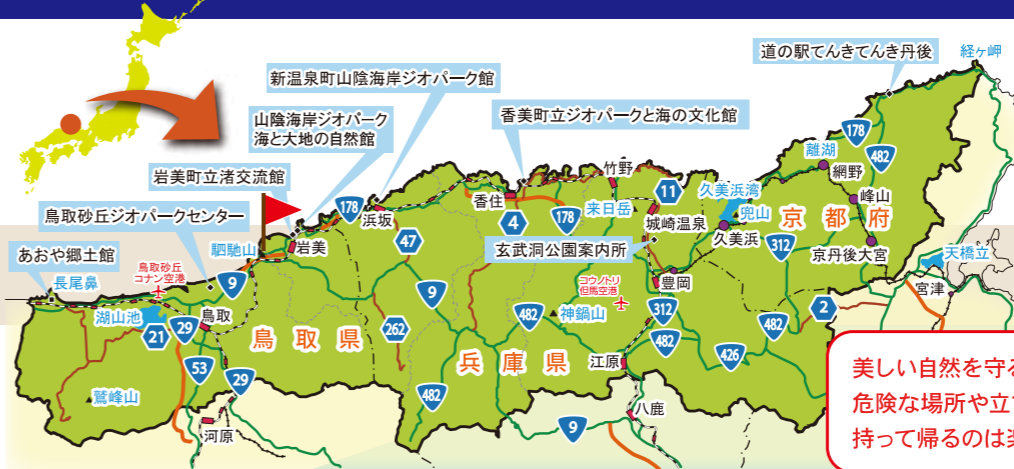 道の駅てんきてんき丹後
経ヶ岬
新温泉町山陰海岸ジオパーク館
山陰海岸ジオパーク
海と大地の自然館
香美町立ジオパークと海の文化館
岩美町立渚交流館
鳥取砂丘ジオパークセンター
あおや郷土館
長尾鼻
鳥取砂丘
コナン空港
湖山池
駟馳山
9
21
29
鳥取
53
29
鷲峰山
河原
岩美
178
浜坂
47
9
262
鳥取県
香住
4
178
竹野
来日岳
11
城崎温泉
玄武洞公園案内所
コウノトリ
但馬空港
豊岡
482
神鍋山
兵庫県
312
482
江原
482
八鹿
9
426
482
2
178
482
離湖
網野
久美浜湾
兜山
久美浜
峰山
京都府
312
京丹後大宮
天橋立
宮津
美しい自然を守る
危険な場所や立
持って帰るのは